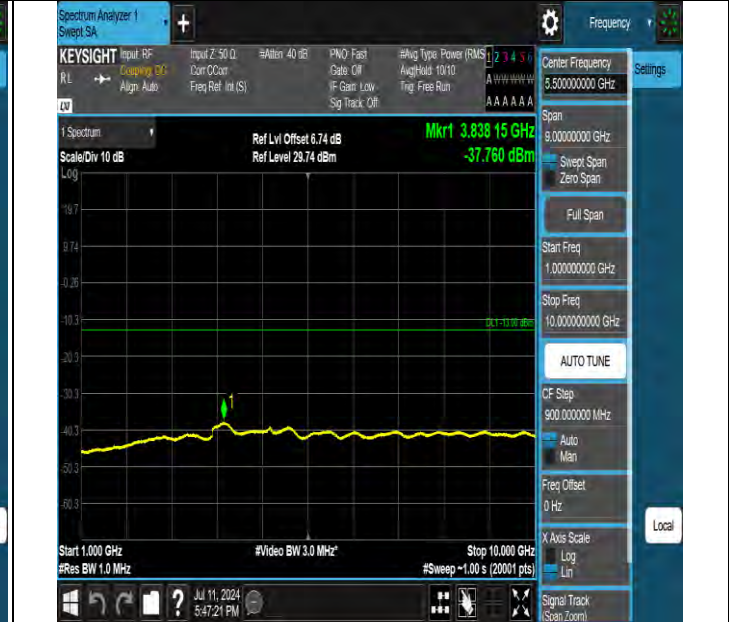 Spectrum Analyzer 1
Swept SA
+
Frequency
KEYSIGHT
RL
LXI
Input: RF
Coupling: DC
Align: Auto
Input Z: 50 Ω
Corr CCorr
Freq Ref: Int (S)
#Atten: 40 dB
PNO: Fast
Gate: Off
IF Gain: Low
Sig Track: Off
#Avg Type: Power (RMS
Avg|Hold: 10/10
Trig: Free Run
1 2 3 4 5 6
A W W W W W
A A A A A A
Center Frequency
5.500000000 GHz
Settings
1 Spectrum
Scale/Div 10 dB
Log
Ref Lvl Offset 6.74 dB
Ref Level 29.74 dBm
Mkr1 3.838 15 GHz
-37.760 dBm
Span
9.00000000 GHz
Swept Span
Zero Span
Full Span
Start Freq
1.000000000 GHz
Stop Freq
10.000000000 GHz
AUTO TUNE
CF Step
900.000000 MHz
Auto
Man
Freq Offset
0 Hz
X Axis Scale
Log
Lin
Signal Track
(Span Zoom)
Local
19.7
9.74
-0.26
-10.3
-20.3
-30.3
-40.3
-50.3
-60.3
DL1 -13.00 dBm
1
Start 1.000 GHz
#Res BW 1.0 MHz
#Video BW 3.0 MHz*
Stop 10.000 GHz
#Sweep ~1.00 s (20001 pts)
?
Jul 11, 2024
5:47:21 PM